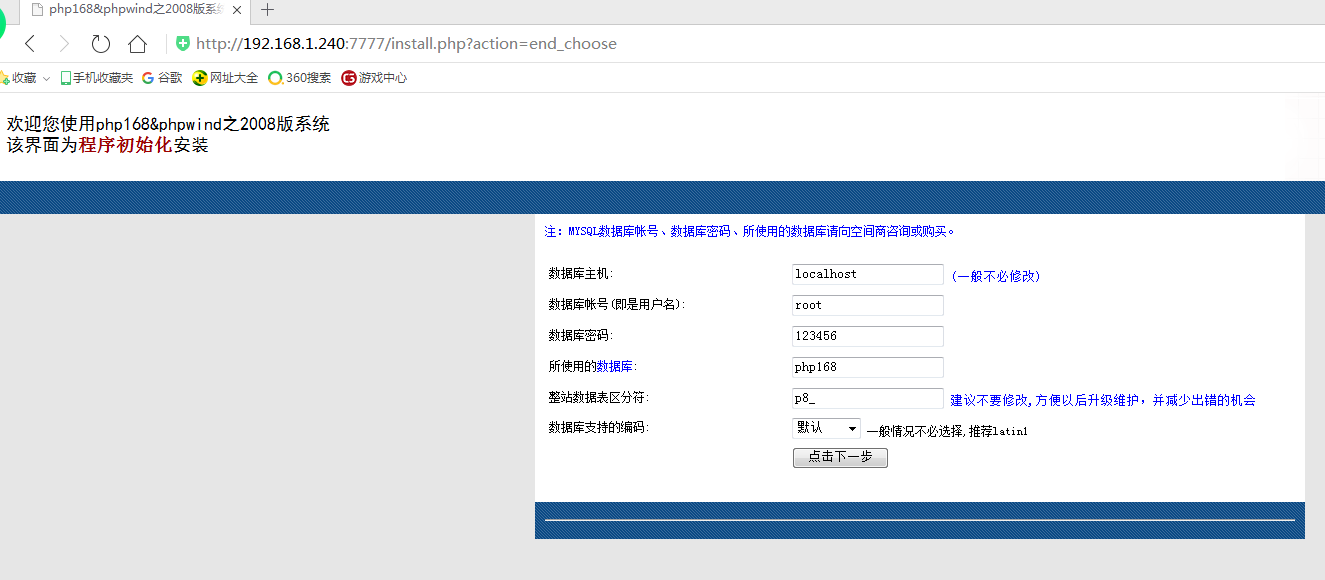 php168&phpwind之2008版系统
http://192.168.1.240:7777/install.php?action=end_choose
收藏 手机收藏夹 谷歌 网址大全 360搜索 游戏中心
欢迎您使用php168&phpwind之2008版系统
该界面为程序初始化安装
注：MYSQL数据库帐号、数据库密码、所使用的数据库请向空间商咨询或购买。
数据库主机: localhost (一般不必修改)
数据库帐号(即是用户名): root
数据库密码: 123456
所使用的数据库: php168
整站数据表区分符: p8_ 建议不要修改,方便以后升级维护，并减少出错的机会
数据库支持的编码: 默认 一般情况不必选择,推荐latin1
点击下一步